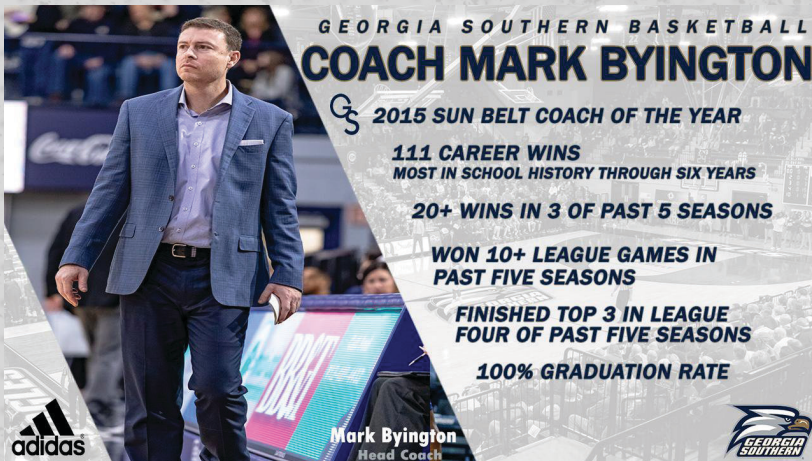 GEORGIA SOUTHERN BASKETBALL
COACH MARK BYINGTON
GS 2015 SUN BELT COACH OF THE YEAR
111 CAREER WINS
MOST IN SCHOOL HISTORY THROUGH SIX YEARS
20+ WINS IN 3 OF PAST 5 SEASONS
WON 10+ LEAGUE GAMES IN
PAST FIVE SEASONS
FINISHED TOP 3 IN LEAGUE
FOUR OF PAST FIVE SEASONS
100% GRADUATION RATE
Coca-Cola
BB&T
adidas
Mark Byington
Head Coach
GEORGIA
SOUTHERN